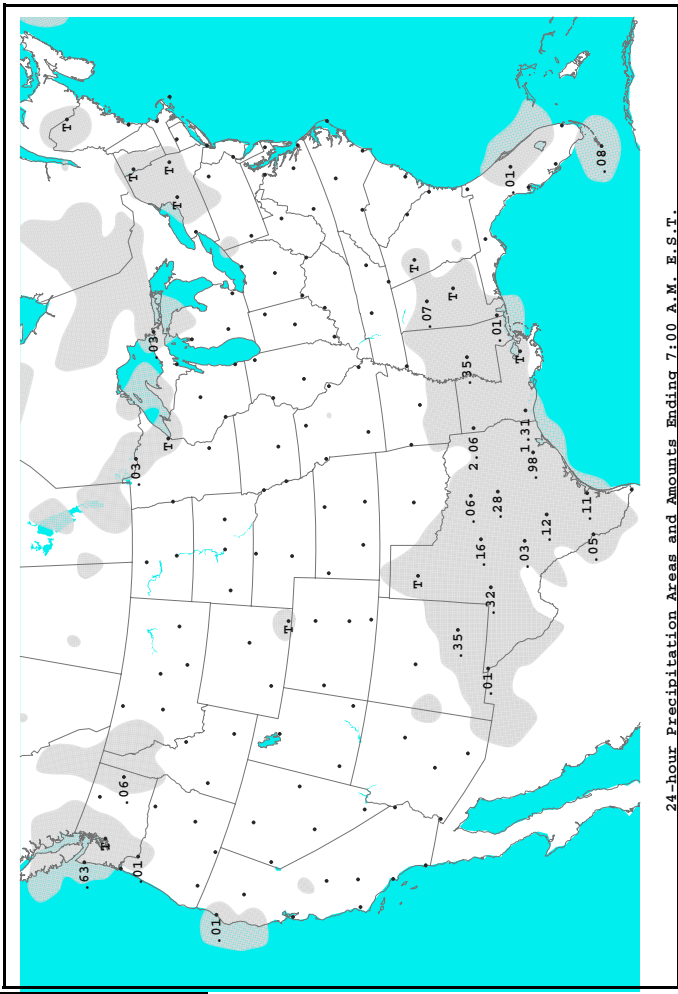 T
.63
T
.06
T
.03
.01
.03
T
T
T
.01
T
T
T
.07
T
.35
.35
.06
2.06
.16
.01
.32
.28
.01
.01
T
.03
1.31
.98
.12
.11
.05
.08
24-hour Precipitation Areas and Amounts Ending 7:00 A.M. E.S.T.